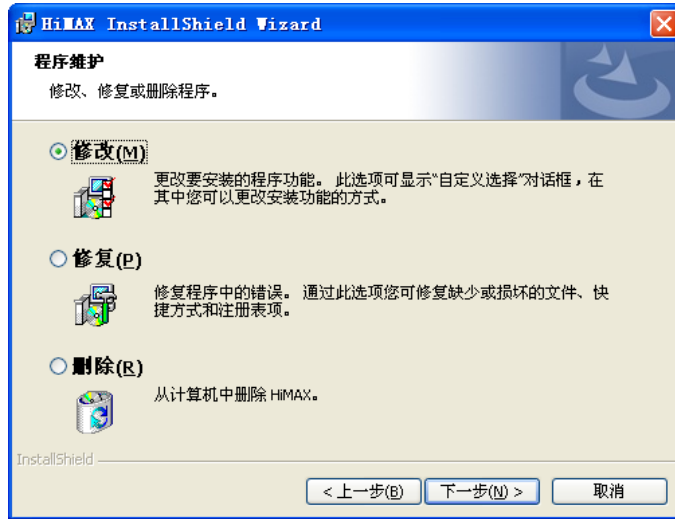 HiMAX InstallShield Wizard
程序维护
修改、修复或删除程序。
修改(M)
更改要安装的程序功能。 此选项可显示“自定义选择”对话框，在
其中您可以更改安装功能的方式。
修复(P)
修复程序中的错误。 通过此选项您可修复缺少或损坏的文件、快
捷方式和注册表项。
删除(R)
从计算机中删除 HiMAX。
InstallShield
< 上一步(B) 下一步(N) > 取消